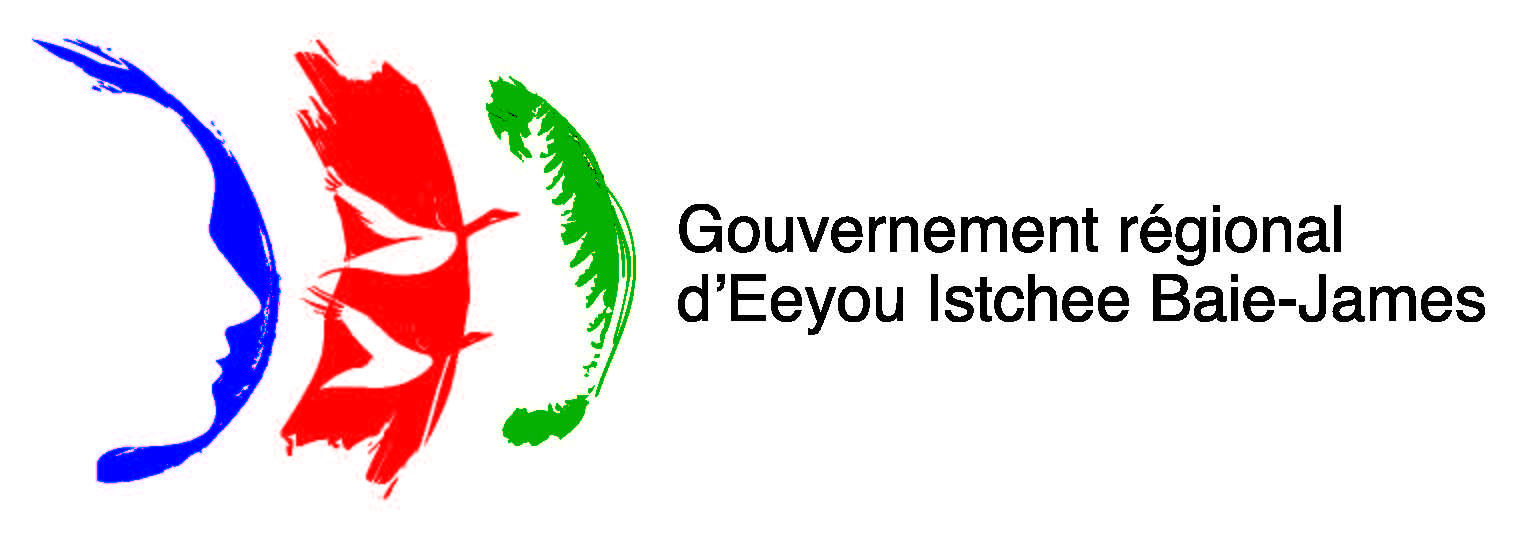 Gouvernement régional
d’Eeyou Istchee Baie-James